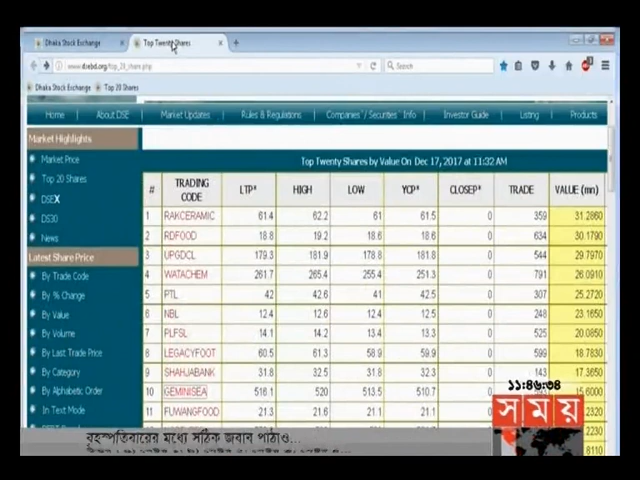 Dhaka Stock Exchange
Top Twenty Shares
www.dsebd.org/top_20_share.php
Search
Dhaka Stock Exchange Top 20 Shares
Home | About DSE | Market Updates | Rules & Regulations | Companies' / Securities' Info | Investor Guide | Listing | Products
Market Highlights
Market Price
Top 20 Shares
DSEX
DS30
News
Latest Share Price
By Trade Code
By % Change
By Value
By Volume
By Last Trade Price
By Category
By Alphabetic Order
In Text Mode
Top Twenty Shares by Value On Dec 17, 2017 at 11:32 AM
# TRADING CODE LTP* HIGH LOW YCP* CLOSEP* TRADE VALUE (mn)
1 RAKCERAMIC 61.4 62.2 61 61.5 0 359 31.2860
2 RDFOOD 18.8 19.2 18.6 18.6 0 634 30.1790
3 UPGDCL 179.3 181.9 178.8 181.8 0 544 29.7970
4 WATACHEM 261.7 265.4 255.4 251.3 0 791 26.0910
5 PTL 42 42.6 41 42.5 0 307 25.2720
6 NBL 12.4 12.6 12.4 12.5 0 248 23.1650
7 PLFSL 14.1 14.2 13.4 13.3 0 525 20.0850
8 LEGACYFOOT 60.5 61.3 58.9 59.9 0 599 18.7830
9 SHAHJABANK 31.8 32.5 31.8 32.3 0 143 17.3650
10 GEMINISEA 516.1 520 513.5 510.7 0 15.6000
11 FUWANGFOOD 21.3 21.6 21.1 21.1 0 2320
১১:৪৬:৩৪
সময়
বৃহস্পতিবারের মধ্যে সঠিক জবাব পাঠাও...